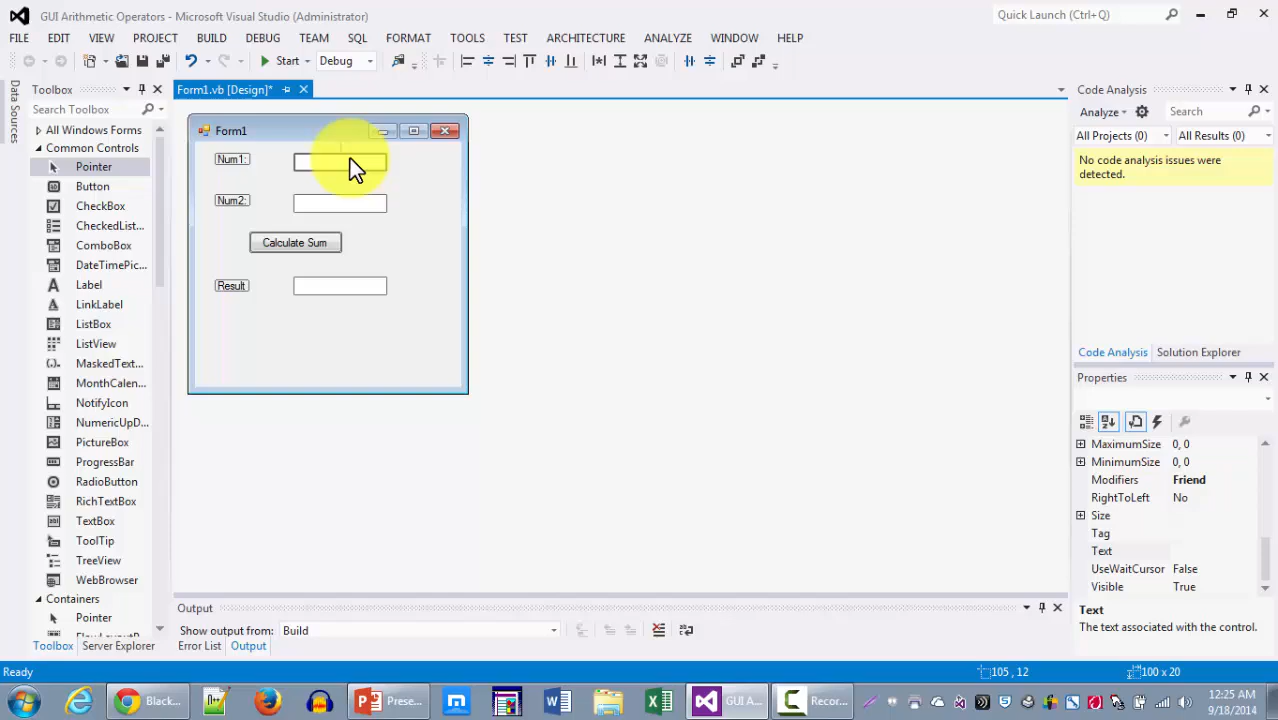 GUI Arithmetic Operators - Microsoft Visual Studio (Administrator)
Quick Launch (Ctrl+Q)
FILE EDIT VIEW PROJECT BUILD DEBUG TEAM SQL FORMAT TOOLS TEST ARCHITECTURE ANALYZE WINDOW HELP
Start Debug
Data Sources
Toolbox
Search Toolbox
All Windows Forms
Common Controls
Pointer
Button
CheckBox
CheckedList...
ComboBox
DateTimePic...
Label
LinkLabel
ListBox
ListView
MaskedText...
MonthCalen...
NotifyIcon
NumericUpD...
PictureBox
ProgressBar
RadioButton
RichTextBox
TextBox
ToolTip
TreeView
WebBrowser
Containers
Pointer
Toolbox Server Explorer
Form1.vb [Design]*
Form1
Num1:
Num2:
Calculate Sum
Result
Output
Show output from: Build
Error List Output
Code Analysis
Analyze Search
All Projects (0) All Results (0)
No code analysis issues were
detected.
Code Analysis Solution Explorer
Properties
MaximumSize 0, 0
MinimumSize 0, 0
Modifiers Friend
RightToLeft No
Size
Tag
Text
UseWaitCursor False
Visible True
Text
The text associated with the control.
Ready 105 , 12 100 x 20
Black... Prese... GUI A... Recor...
12:25 AM
9/18/2014